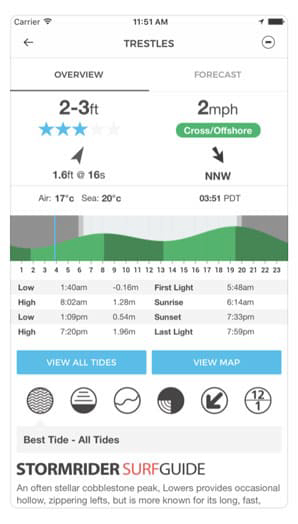 Carrier 11:51 AM
TRESTLES
OVERVIEW FORECAST
2-3ft 2mph
Cross/Offshore
1.6ft @ 16s NNW
Air: 17°c Sea: 20°c 03:51 PDT
1 2 3 4 5 6 7 8 9 10 11 12 13 14 15 16 17 18 19 20 21 22 23
Low 1:40am -0.16m First Light 5:48am
High 8:02am 1.28m Sunrise 6:14am
Low 1:09pm 0.54m Sunset 7:33pm
High 7:20pm 1.96m Last Light 7:59pm
VIEW ALL TIDES VIEW MAP
12
1
Best Tide - All Tides
STORMRIDER SURFGUIDE
An often stellar cobblestone peak, Lowers provides occasional
hollow, zippering lefts, but is more known for its long, fast,